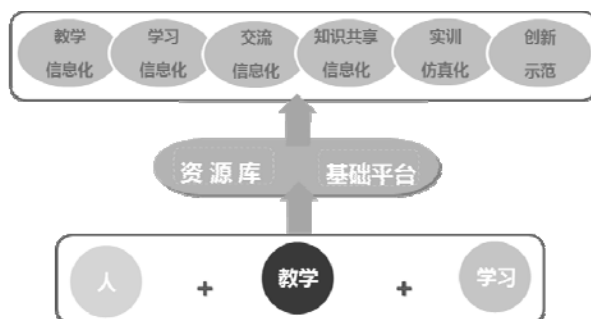 教学 学习 交流 知识共享 实训 创新
信息化 信息化 信息化 信息化 仿真化 示范
资源库 基础平台
人 + 教学 + 学习